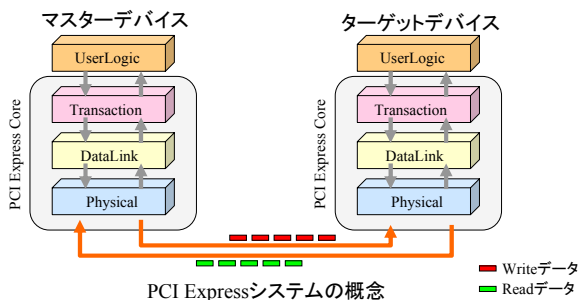 マスターデバイス
UserLogic
PCI Express Core
Transaction
DataLink
Physical
ターゲットデバイス
UserLogic
PCI Express Core
Transaction
DataLink
Physical
Writeデータ
Readデータ
PCI Expressシステムの概念